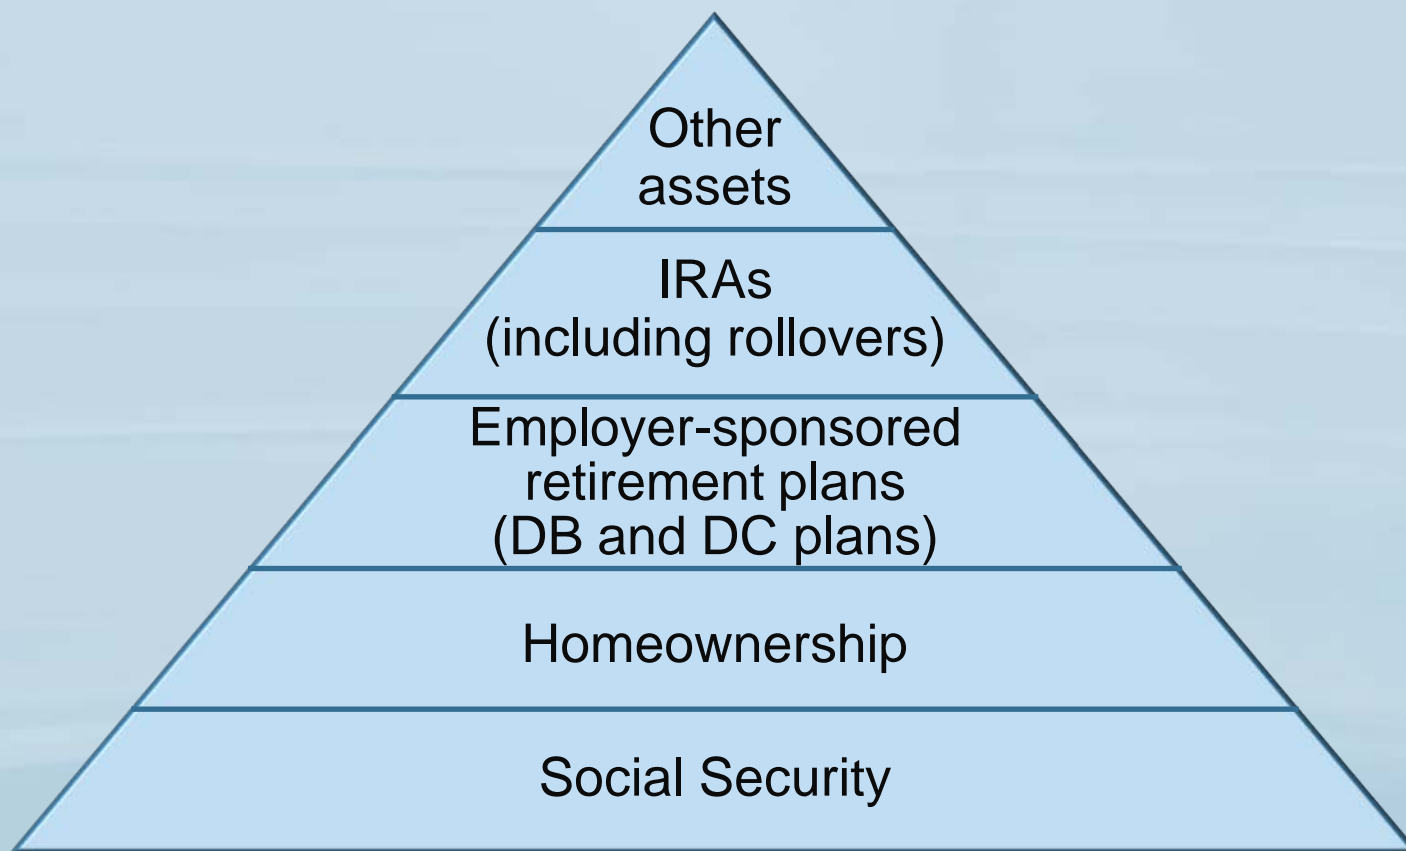 Other
assets
IRAs
(including rollovers)
Employer-sponsored
retirement plans
(DB and DC plans)
Homeownership
Social Security